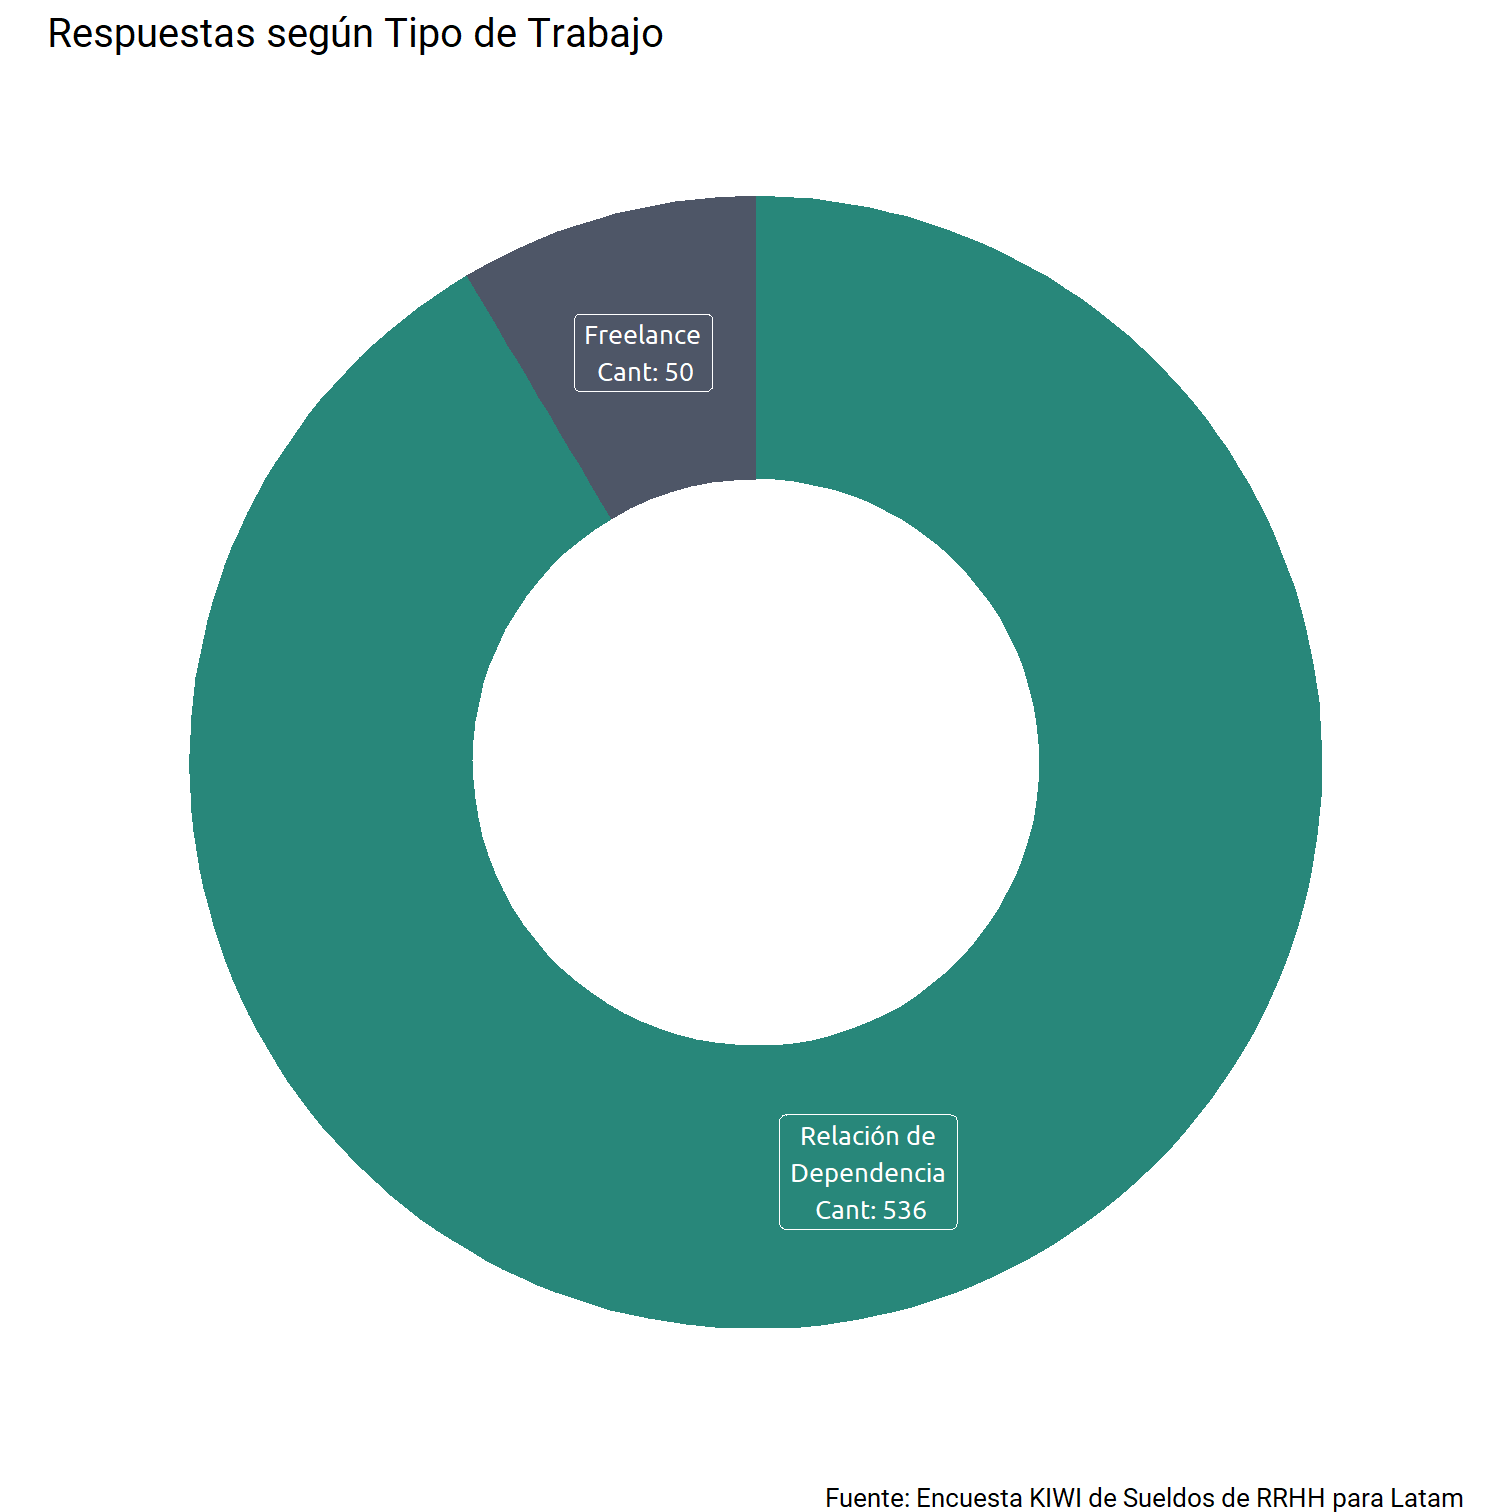 Respuestas según Tipo de Trabajo
Freelance
Cant: 50
Relación de
Dependencia
Cant: 536
Fuente: Encuesta KIWI de Sueldos de RRHH para Latam